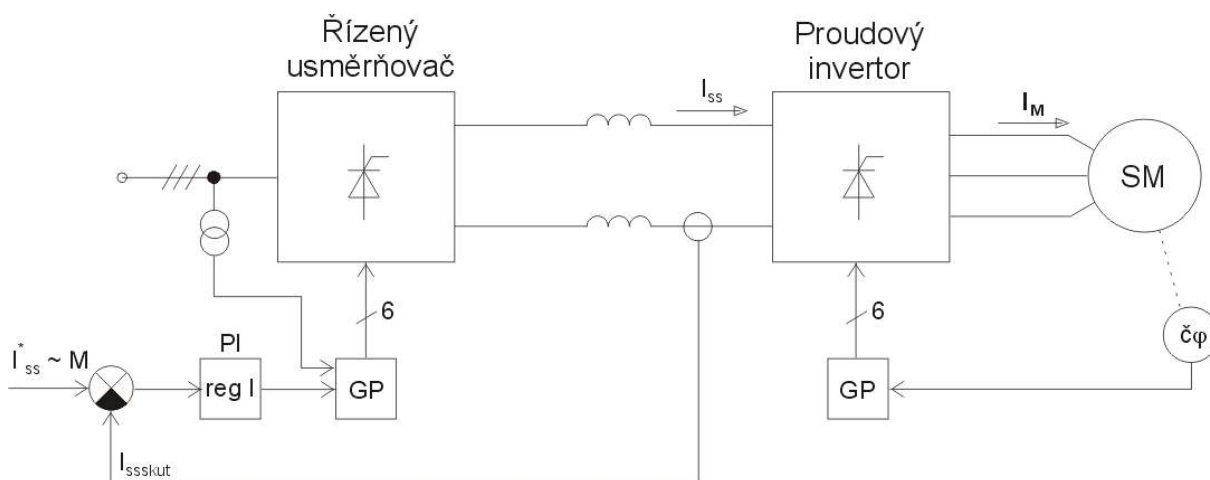 Řízený
usměrňovač
Proudový
invertor
I_ss
I_M
SM
6
6
čφ
PI
I*_ss ~ M
reg I
GP
GP
I_ssskut